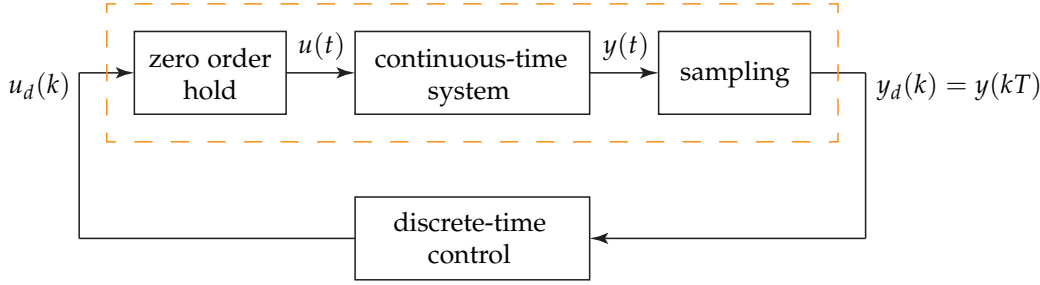 u_d(k)
zero order
hold
u(t)
continuous-time
system
y(t)
sampling
y_d(k) = y(kT)
discrete-time
control